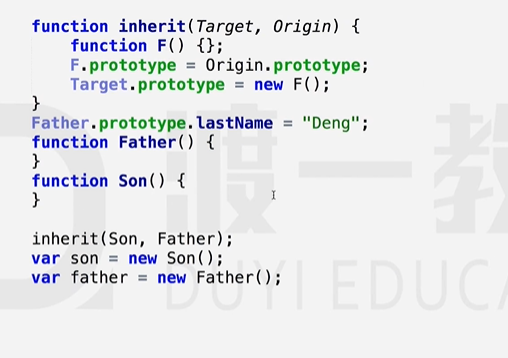 function inherit(Target, Origin) {
    function F() {};
    F.prototype = Origin.prototype;
    Target.prototype = new F();
}
Father.prototype.lastName = "Deng";
function Father() {
}
function Son() {
}
inherit(Son, Father);
var son = new Son();
var father = new Father();
渡一教
DUYI EDUCA